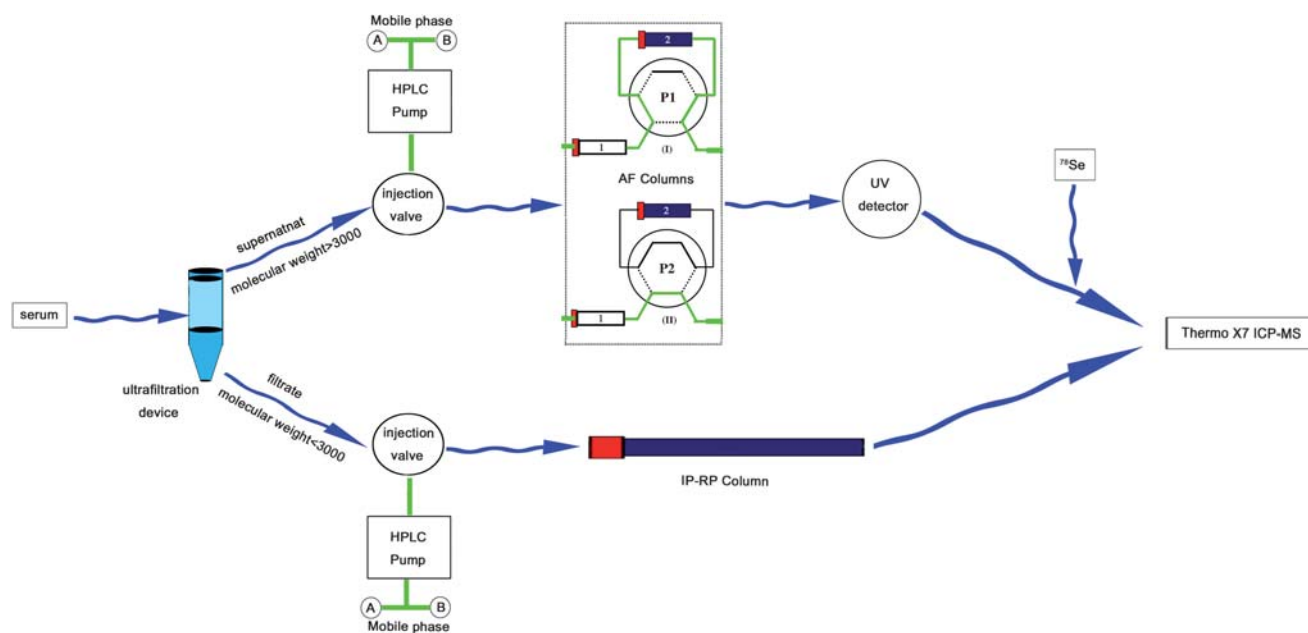 Mobile phase
A
B
HPLC
Pump
injection
valve
supernatnat
molecular weight>3000
serum
ultrafiltration
device
2
P1
1
(I)
AF Columns
2
P2
1
(II)
UV
detector
⁷⁸Se
Thermo X7 ICP-MS
filtrate
molecular weight<3000
injection
valve
IP-RP Column
HPLC
Pump
A
B
Mobile phase